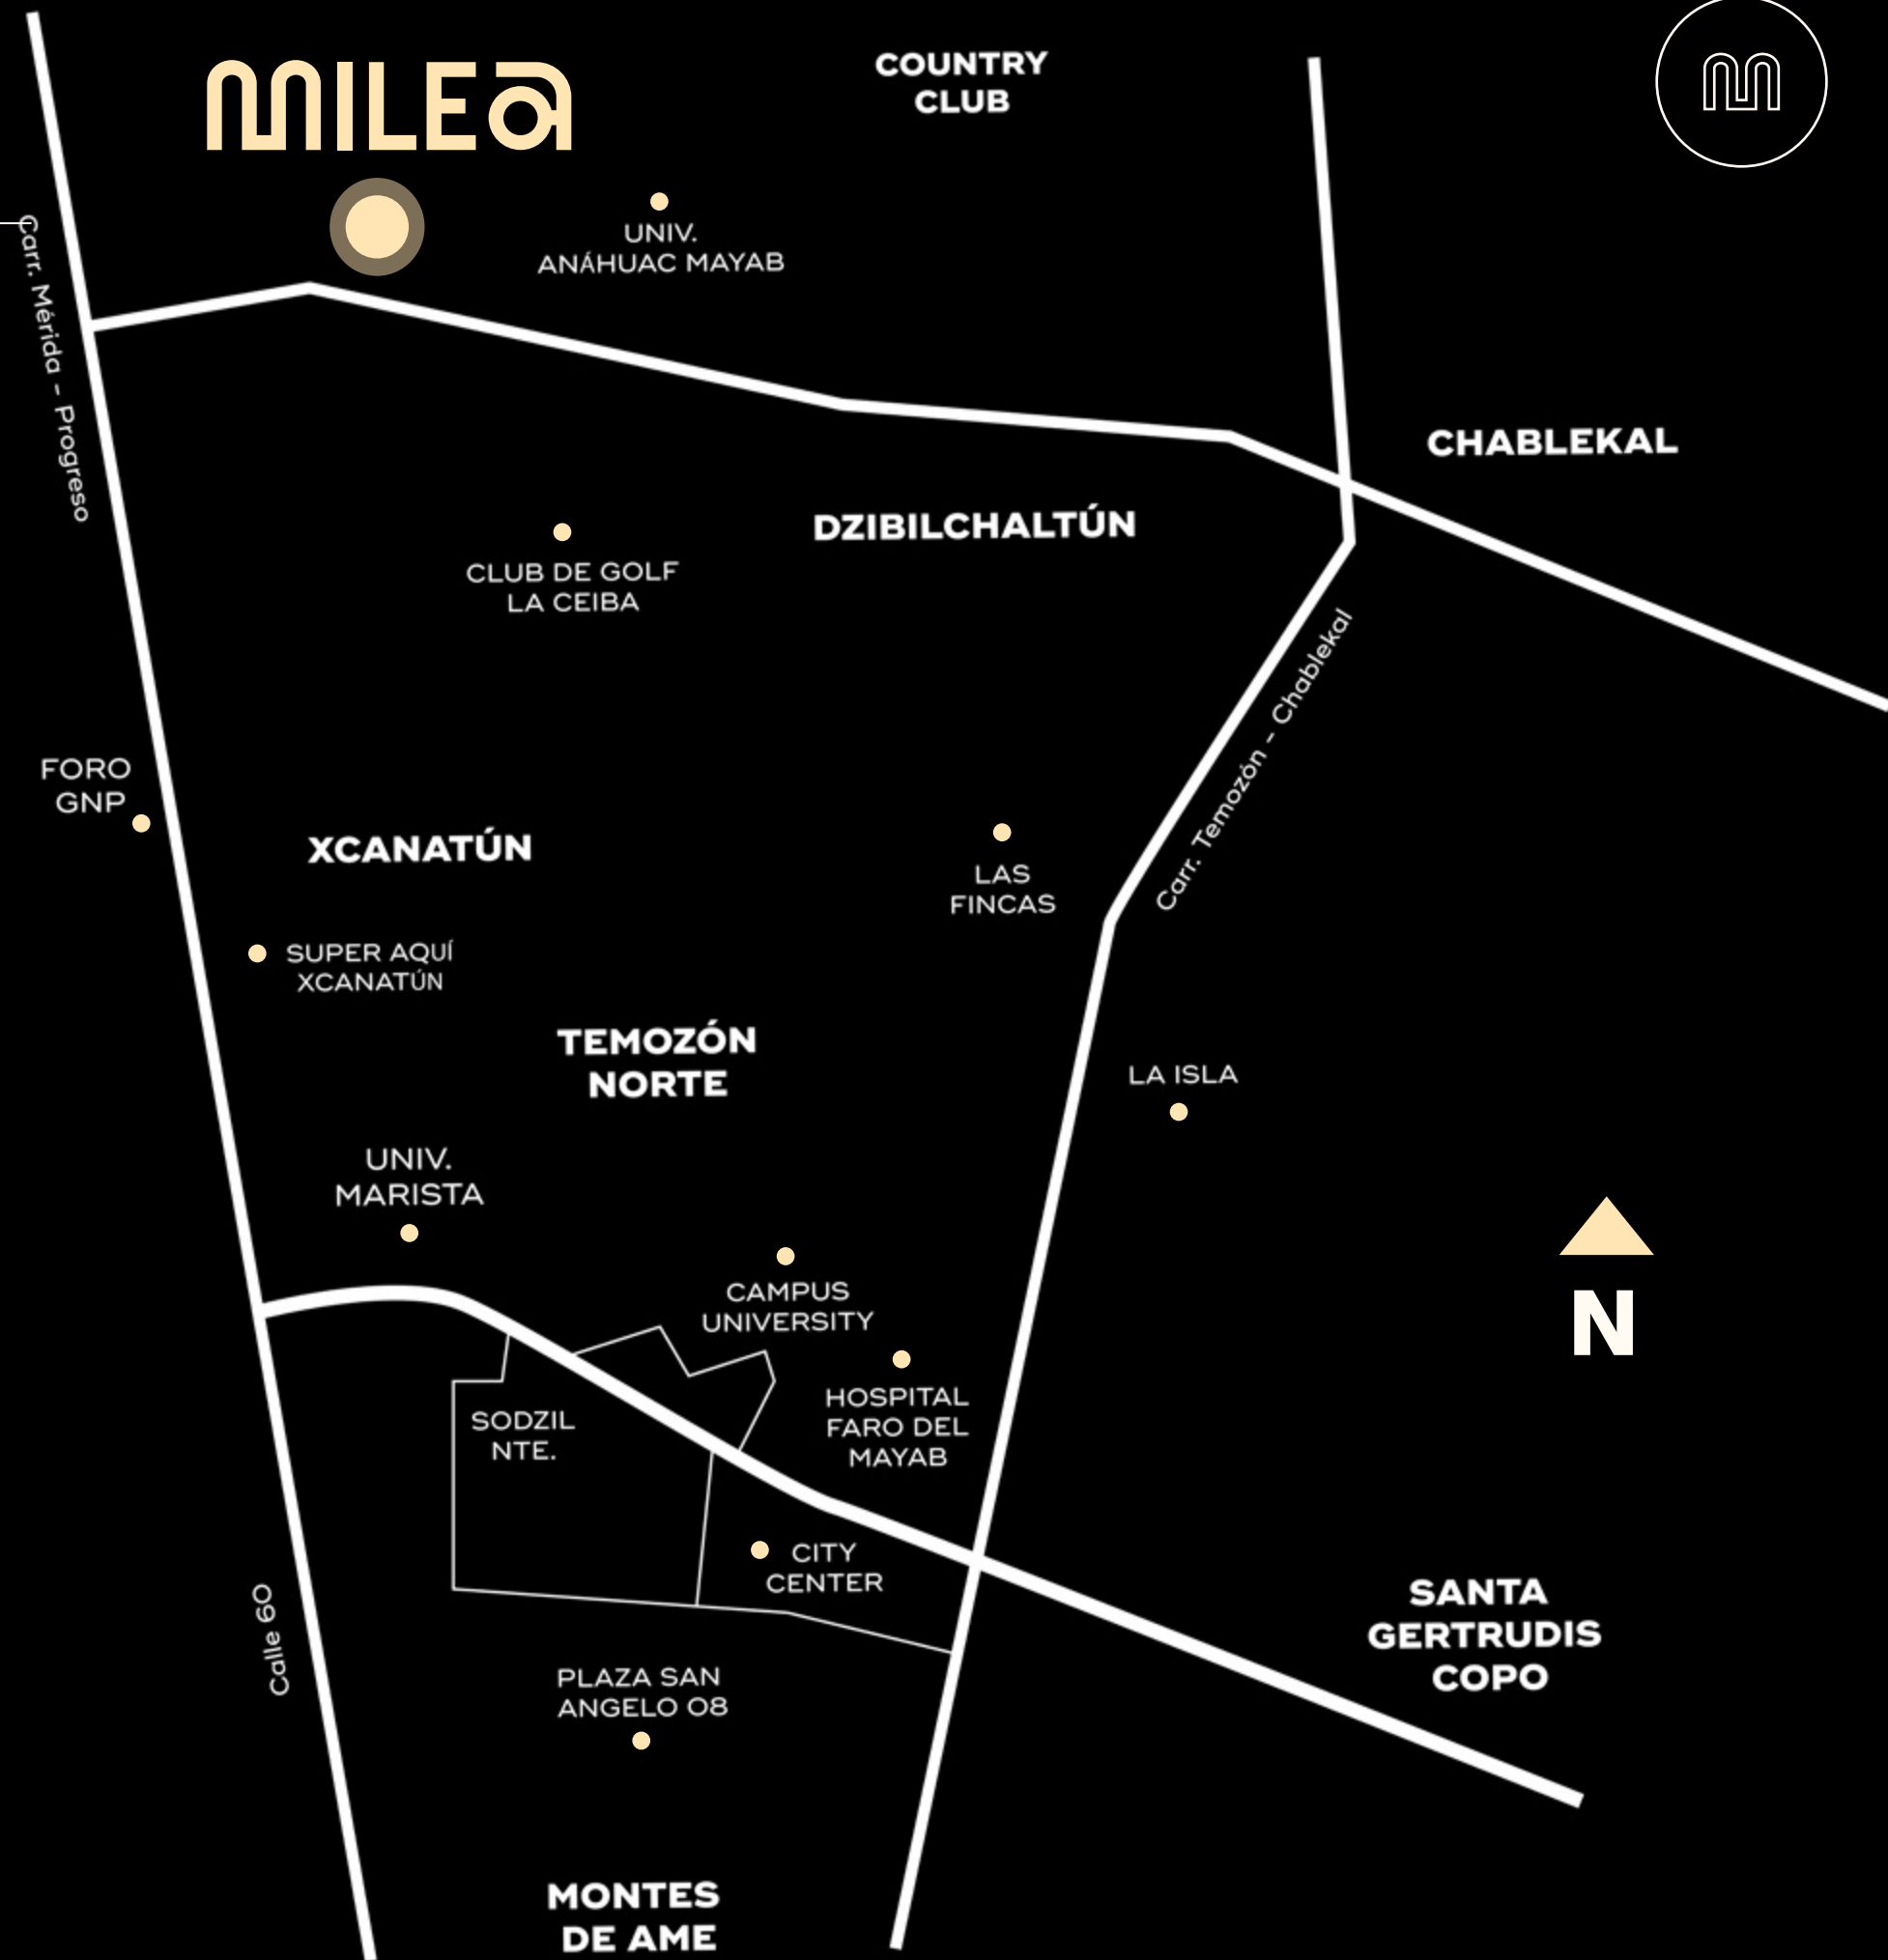 MILEA
COUNTRY
CLUB
m
UNIV.
ANÁHUAC MAYAB
Carr. Mérida - Progreso
CHABLEKAL
DZIBILCHALTÚN
CLUB DE GOLF
LA CEIBA
Carr. Temozón - Chablekal
FORO
GNP
XCANATÚN
LAS
FINCAS
SUPER AQUÍ
XCANATÚN
TEMOZÓN
NORTE
LA ISLA
UNIV.
MARISTA
CAMPUS
UNIVERSITY
N
HOSPITAL
FARO DEL
MAYAB
SODZIL
NTE.
CITY
CENTER
SANTA
GERTRUDIS
COPO
Calle 60
PLAZA SAN
ANGELO 08
MONTES
DE AME